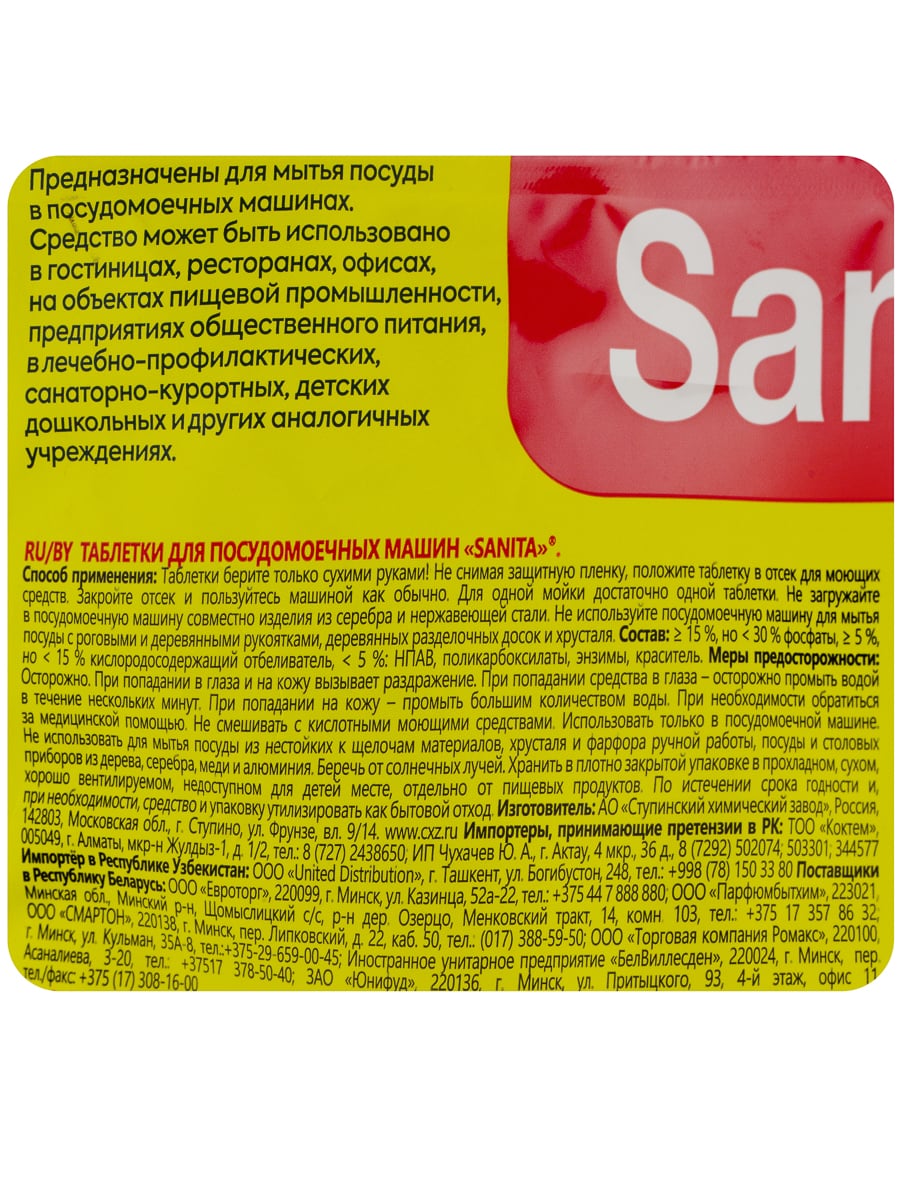 Предназначены для мытья посуды
в посудомоечных машинах.
Средство может быть использовано
в гостиницах, ресторанах, офисах,
на объектах пищевой промышленности,
предприятиях общественного питания,
в лечебно-профилактических,
санаторно-курортных, детских
дошкольных и других аналогичных
учреждениях.
San
RU/BY ТАБЛЕТКИ ДЛЯ ПОСУДОМОЕЧНЫХ МАШИН «SANITA»®.
Способ применения: Таблетки берите только сухими руками! Не снимая защитную пленку, положите таблетку в отсек для моющих
средств. Закройте отсек и пользуйтесь машиной как обычно. Для одной мойки достаточно одной таблетки. Не загружайте
в посудомоечную машину совместно изделия из серебра и нержавеющей стали. Не используйте посудомоечную машину для мытья
посуды с роговыми и деревянными рукоятками, деревянных разделочных досок и хрусталя. Состав: ≥ 15 %, но < 30 % фосфаты, ≥ 5 %,
но < 15 % кислородосодержащий отбеливатель, < 5 %: НПАВ, поликарбоксилаты, энзимы, краситель. Меры предосторожности:
Осторожно. При попадании в глаза и на кожу вызывает раздражение. При попадании средства в глаза – осторожно промыть водой
в течение нескольких минут. При попадании на кожу – промыть большим количеством воды. При необходимости обратиться
за медицинской помощью. Не смешивать с кислотными моющими средствами. Использовать только в посудомоечной машине.
Не использовать для мытья посуды из нестойких к щелочам материалов, хрусталя и фарфора ручной работы, посуды и столовых
приборов из дерева, серебра, меди и алюминия. Беречь от солнечных лучей. Хранить в плотно закрытой упаковке в прохладном, сухом,
хорошо вентилируемом, недоступном для детей месте, отдельно от пищевых продуктов. По истечении срока годности и,
при необходимости, средство и упаковку утилизировать как бытовой отход. Изготовитель: АО «Ступинский химический завод», Россия,
142803, Московская обл., г. Ступино, ул. Фрунзе, вл. 9/14. www.cxz.ru Импортеры, принимающие претензии в РК: ТОО «Коктем»,
005049, г. Алматы, мкр-н Жулдыз-1, д. 1/2, тел.: 8 (727) 2438650; ИП Чухачев Ю. А., г. Актау, 4 мкр., 36 д., 8 (7292) 502074; 503301; 344577
Импортёр в Республике Узбекистан: ООО «United Distribution», г. Ташкент, ул. Богибустон, 248, тел.: +998 (78) 150 33 80 Поставщики
в Республику Беларусь: ООО «Евроторг», 220099, г. Минск, ул. Казинца, 52а-22, тел.: +375 44 7 888 880; ООО «Парфюмбытхим», 223021,
Минская обл., Минский р-н, Щомыслицкий с/с, р-н дер. Озерцо, Менковский тракт, 14, комн. 103, тел.: +375 17 357 86 32;
ООО «СМАРТОН», 220138, г. Минск, пер. Липковский, д. 22, каб. 50, тел.: (017) 388-59-50; ООО «Торговая компания Ромакс», 220100,
г. Минск, ул. Кульман, 35А-8, тел.:+375-29-659-00-45; Иностранное унитарное предприятие «БелВиллесден», 220024, г. Минск, пер.
Асаналиева, 3-20, тел.: +37517 378-50-40; ЗАО «Юнифуд», 220136, г. Минск, ул. Притыцкого, 93, 4-й этаж, офис 11
тел./факс: +375 (17) 308-16-00